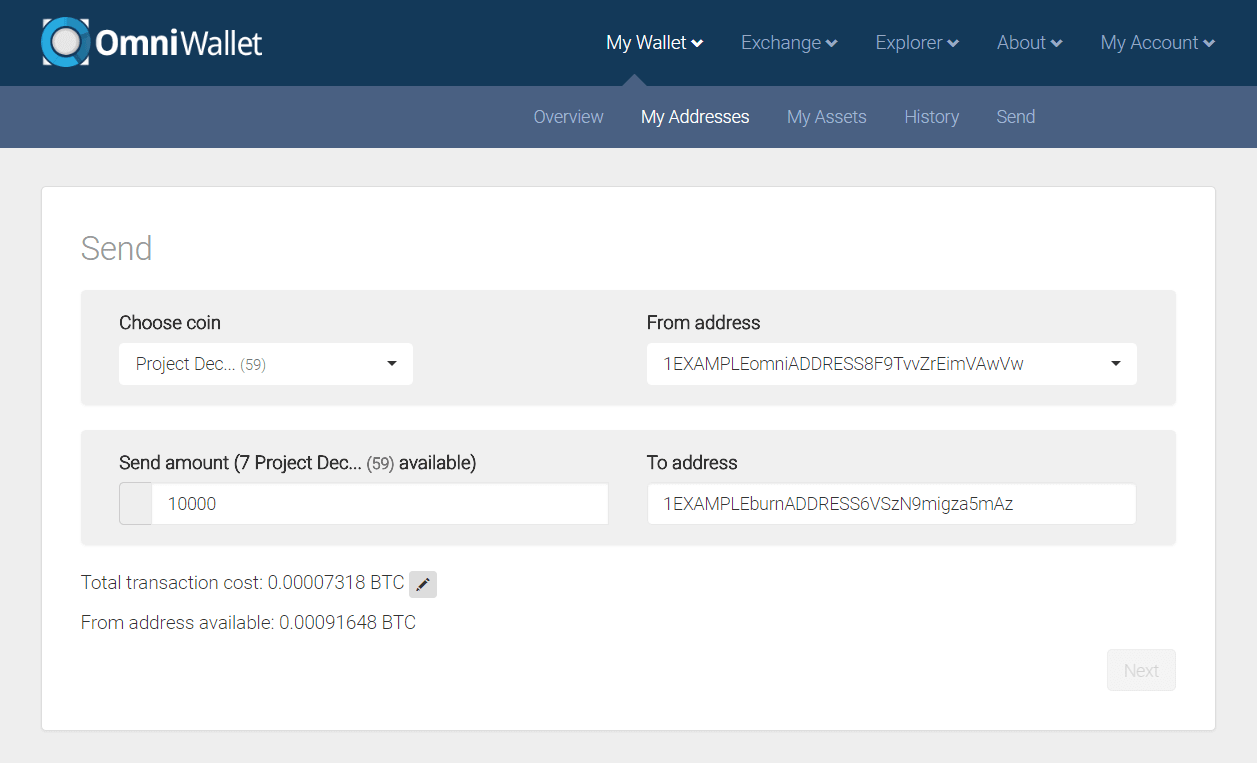 OmniWallet
My Wallet Exchange Explorer About My Account
Overview My Addresses My Assets History Send
Send
Choose coin From address
Project Dec... (59) 1EXAMPLEomniADDRESS8F9TvvZrEimVAwVw
Send amount (7 Project Dec... (59) available) To address
10000 1EXAMPLEburnADDRESS6VSzN9migza5mAz
Total transaction cost: 0.00007318 BTC
From address available: 0.00091648 BTC
Next